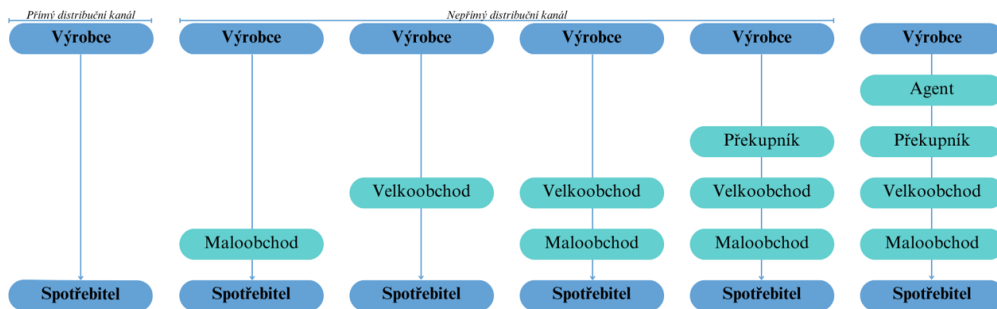 Přímý distribuční kanál
Nepřímý distribuční kanál
Výrobce Výrobce Výrobce Výrobce Výrobce Výrobce
Agent
Překupník Překupník
Velkoobchod Velkoobchod Velkoobchod Velkoobchod
Maloobchod Maloobchod Maloobchod Maloobchod
Spotřebitel Spotřebitel Spotřebitel Spotřebitel Spotřebitel Spotřebitel